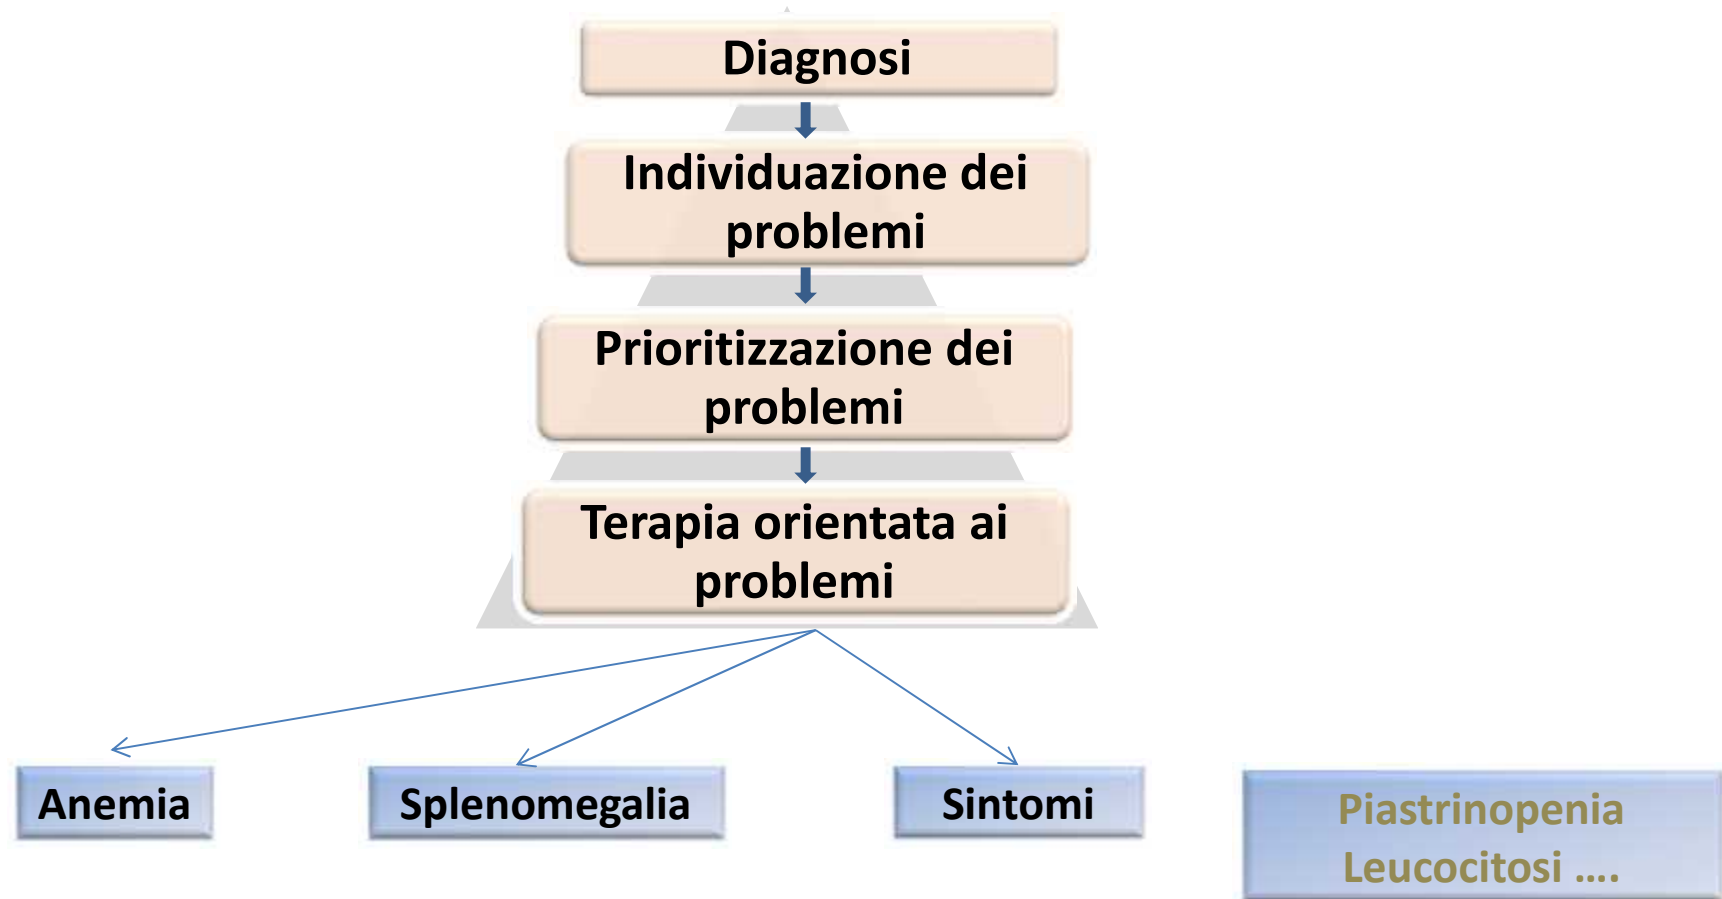 Diagnosi
Individuazione dei
problemi
Prioritizzazione dei
problemi
Terapia orientata ai
problemi
Anemia
Splenomegalia
Sintomi
Piastrinopenia
Leucocitosi ....